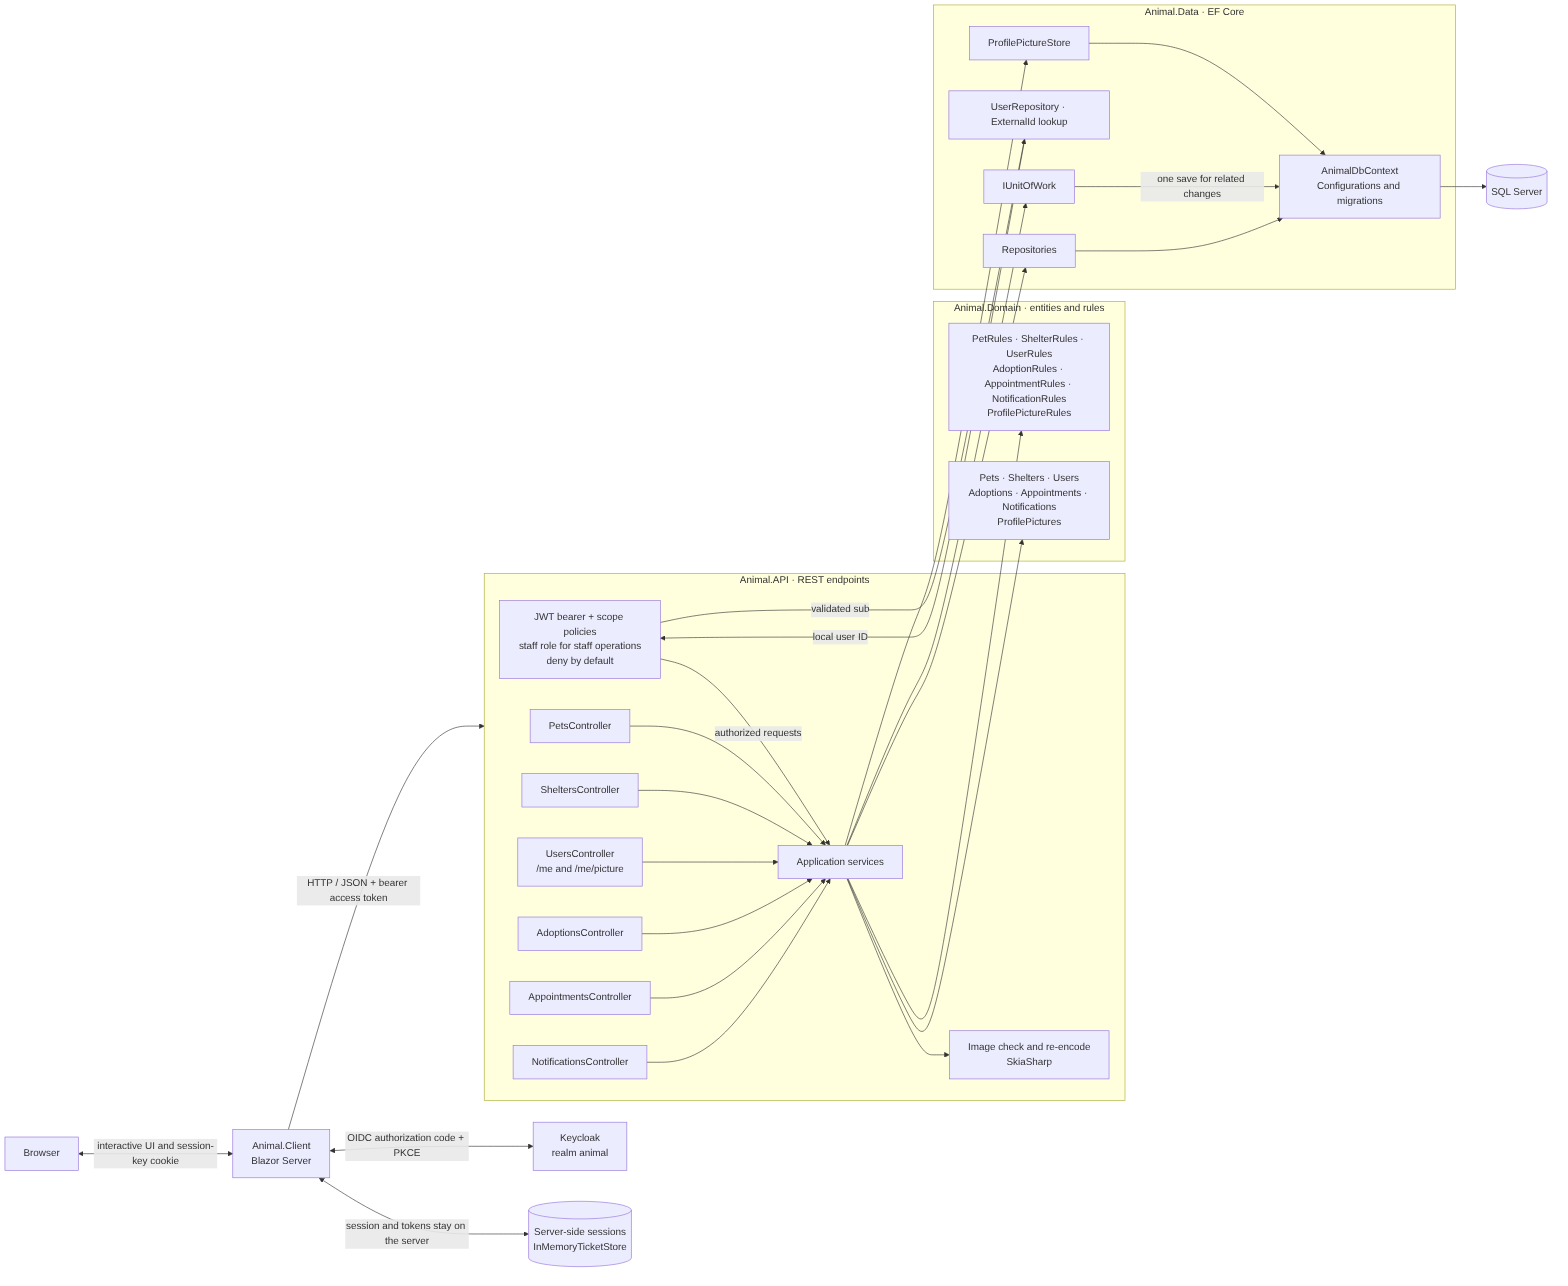 Animal.Data · EF Core
ProfilePictureStore
UserRepository ·
ExternalId lookup
IUnitOfWork
one save for related
changes
AnimalDbContext
Configurations and
migrations
SQL Server
Repositories
Animal.Domain · entities and rules
PetRules · ShelterRules ·
UserRules
AdoptionRules ·
AppointmentRules ·
NotificationRules
ProfilePictureRules
Pets · Shelters · Users
Adoptions · Appointments ·
Notifications
ProfilePictures
Animal.API · REST endpoints
JWT bearer + scope
policies
staff role for staff operations
deny by default
validated sub
local user ID
authorized requests
PetsController
SheltersController
UsersController
/me and /me/picture
Application services
AdoptionsController
AppointmentsController
NotificationsController
Image check and re-encode
SkiaSharp
HTTP / JSON + bearer
access token
Browser
interactive UI and session-
key cookie
Animal.Client
Blazor Server
OIDC authorization code +
PKCE
Keycloak
realm animal
session and tokens stay on
the server
Server-side sessions
InMemoryTicketStore